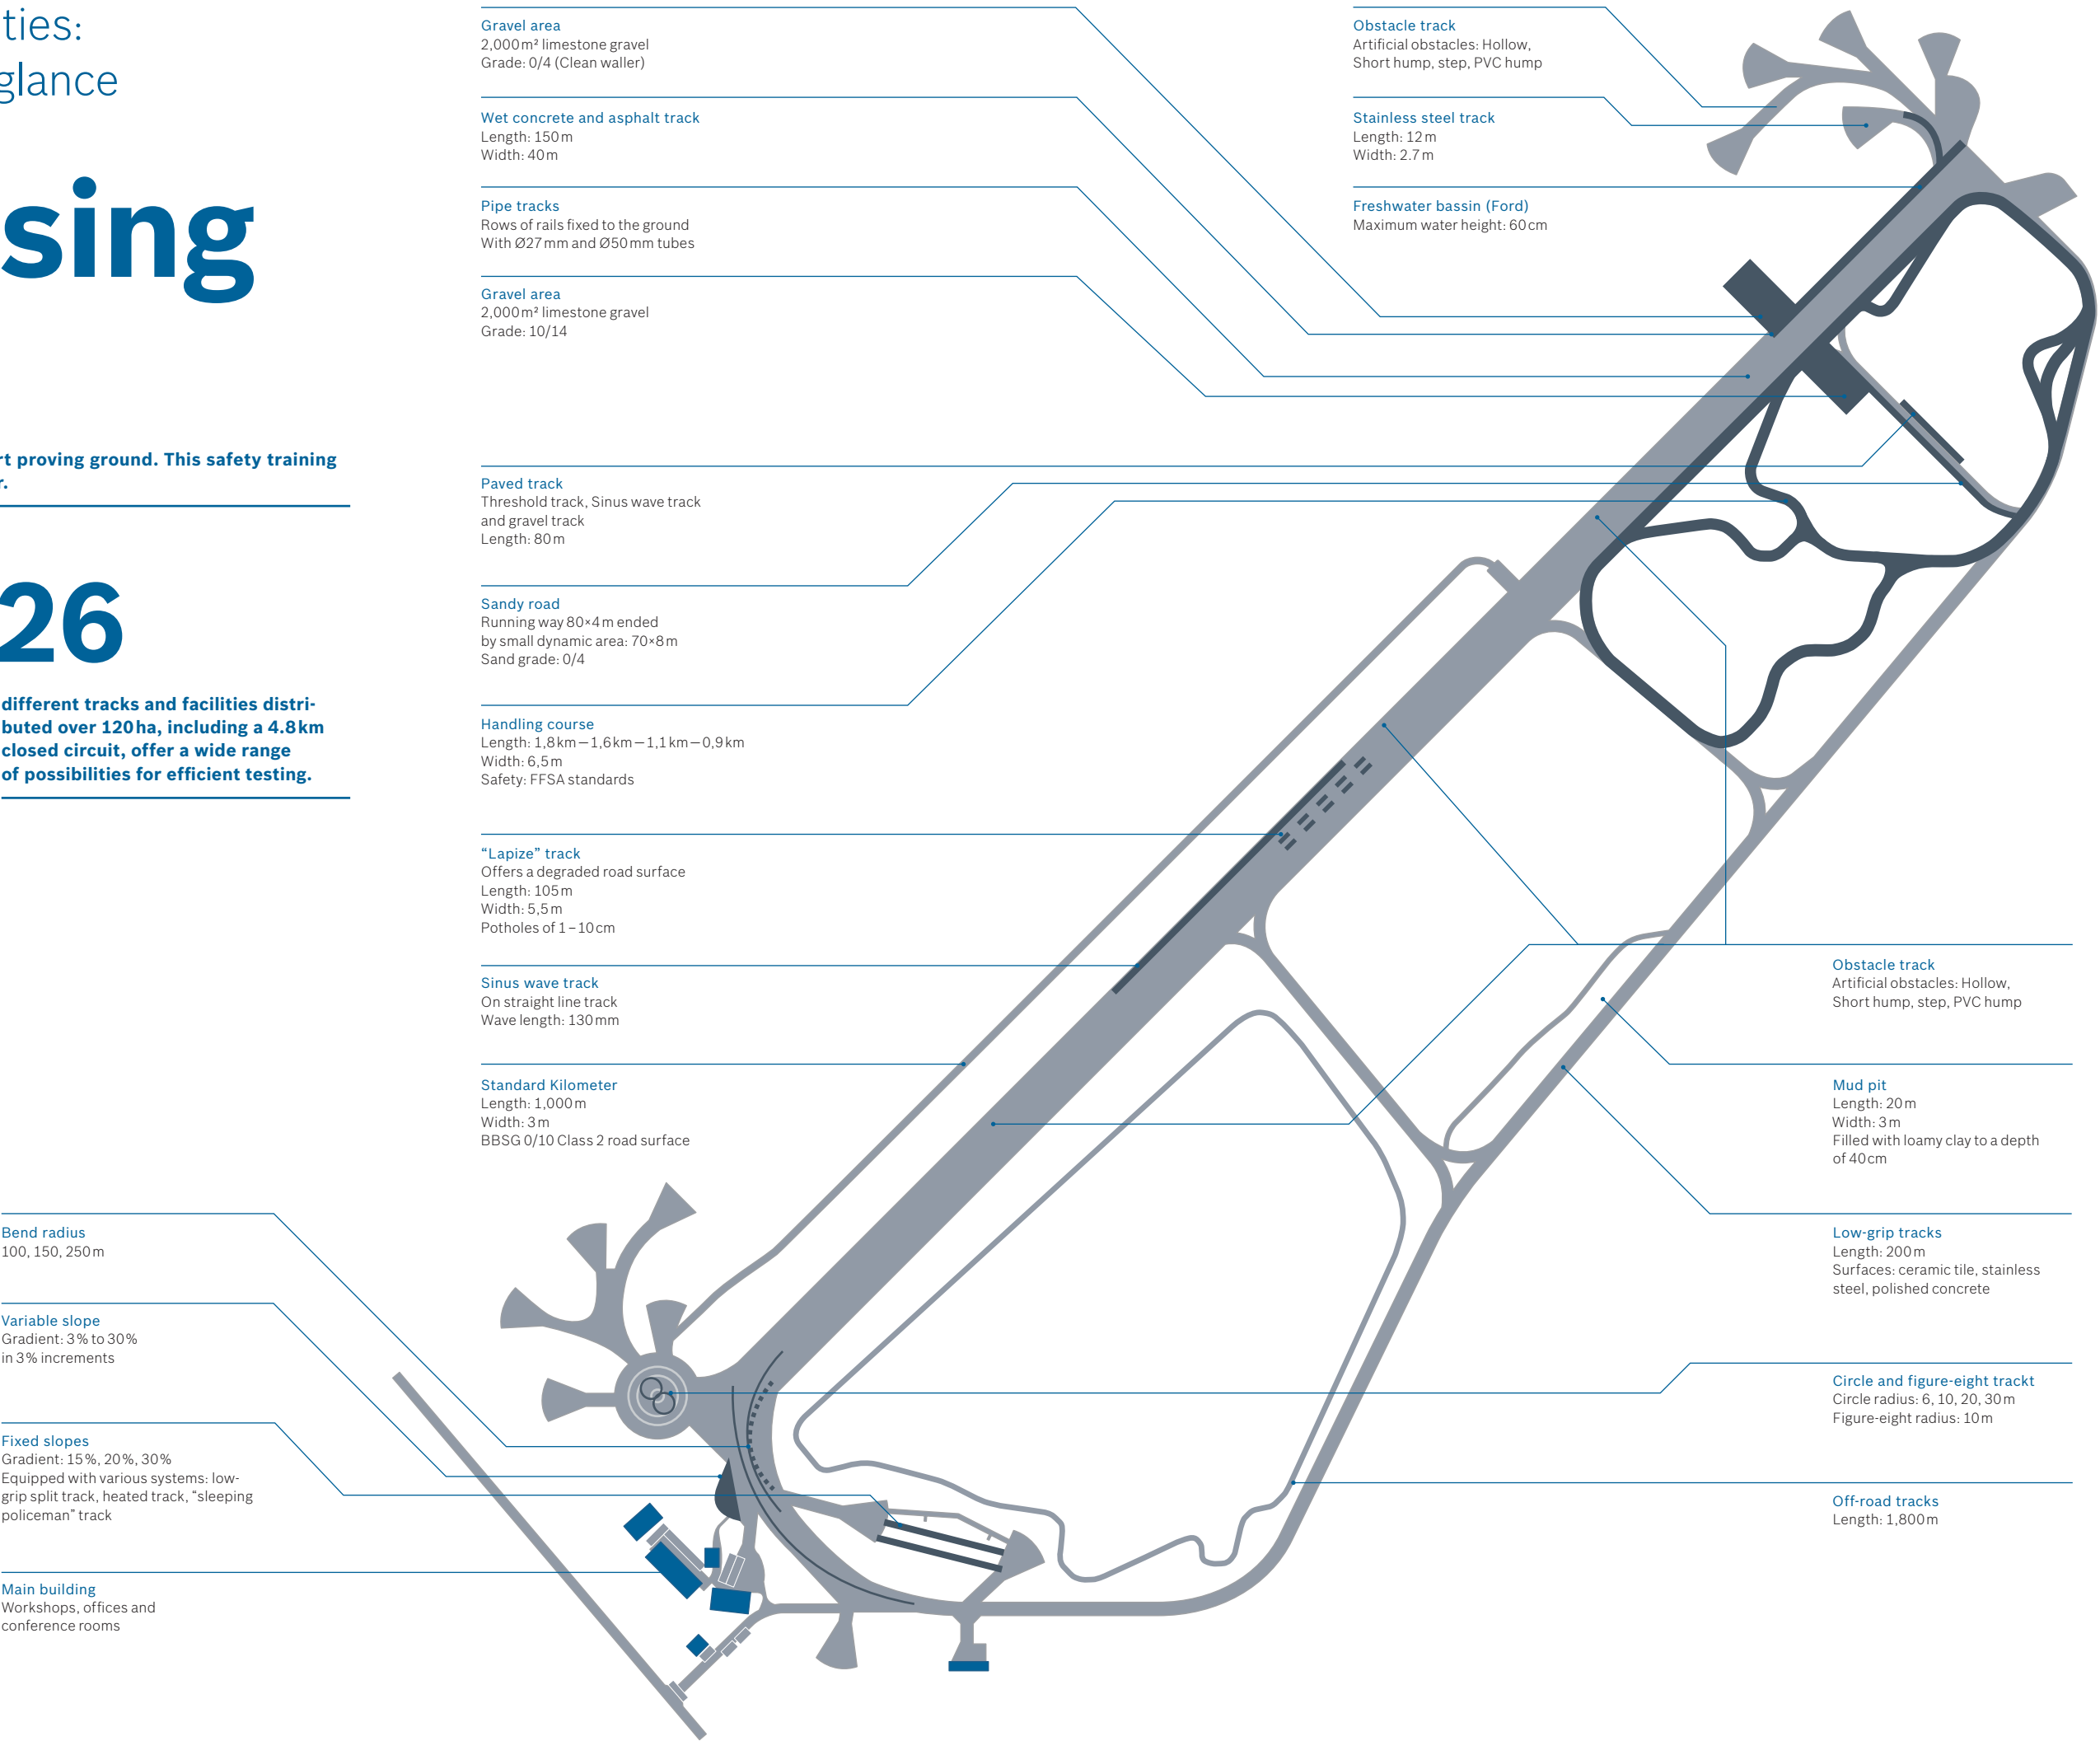 ties:
glance
sing
rt proving ground. This safety training
r.
26
different tracks and facilities distri-
buted over 120 ha, including a 4.8 km
closed circuit, offer a wide range
of possibilities for efficient testing.
Gravel area
2,000 m² limestone gravel
Grade: 0/4 (Clean waller)
Wet concrete and asphalt track
Length: 150 m
Width: 40 m
Pipe tracks
Rows of rails fixed to the ground
With Ø27 mm and Ø50 mm tubes
Gravel area
2,000 m² limestone gravel
Grade: 10/14
Paved track
Threshold track, Sinus wave track
and gravel track
Length: 80 m
Sandy road
Running way 80×4 m ended
by small dynamic area: 70×8 m
Sand grade: 0/4
Handling course
Length: 1,8 km — 1,6 km — 1,1 km — 0,9 km
Width: 6,5 m
Safety: FFSA standards
“Lapize” track
Offers a degraded road surface
Length: 105 m
Width: 5,5 m
Potholes of 1 – 10 cm
Sinus wave track
On straight line track
Wave length: 130 mm
Standard Kilometer
Length: 1,000 m
Width: 3 m
BBSG 0/10 Class 2 road surface
Obstacle track
Artificial obstacles: Hollow,
Short hump, step, PVC hump
Stainless steel track
Length: 12 m
Width: 2.7 m
Freshwater bassin (Ford)
Maximum water height: 60 cm
Bend radius
100, 150, 250 m
Variable slope
Gradient: 3 % to 30 %
in 3 % increments
Fixed slopes
Gradient: 15 %, 20 %, 30 %
Equipped with various systems: low-
grip split track, heated track, “sleeping
policeman” track
Main building
Workshops, offices and
conference rooms
Obstacle track
Artificial obstacles: Hollow,
Short hump, step, PVC hump
Mud pit
Length: 20 m
Width: 3 m
Filled with loamy clay to a depth
of 40 cm
Low-grip tracks
Length: 200 m
Surfaces: ceramic tile, stainless
steel, polished concrete
Circle and figure-eight trackt
Circle radius: 6, 10, 20, 30 m
Figure-eight radius: 10 m
Off-road tracks
Length: 1,800 m